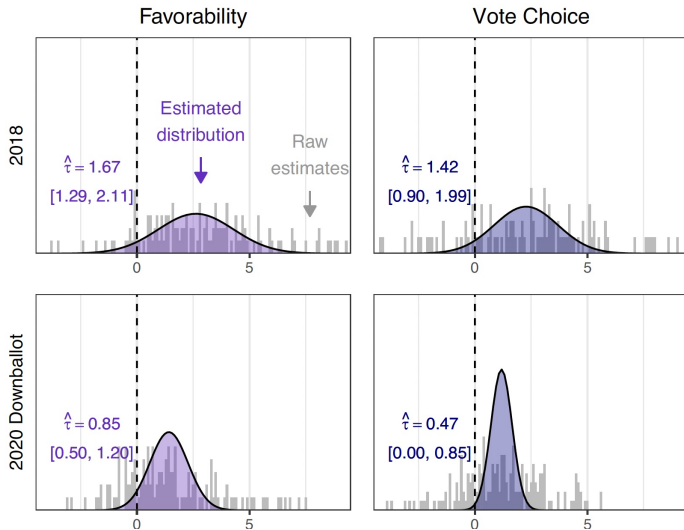 Favorability
Vote Choice
2018
Estimated
distribution
Raw
estimates
τ̂ = 1.67
[1.29, 2.11]
0
5
τ̂ = 1.42
[0.90, 1.99]
0
5
2020 Downballot
τ̂ = 0.85
[0.50, 1.20]
0
5
τ̂ = 0.47
[0.00, 0.85]
0
5